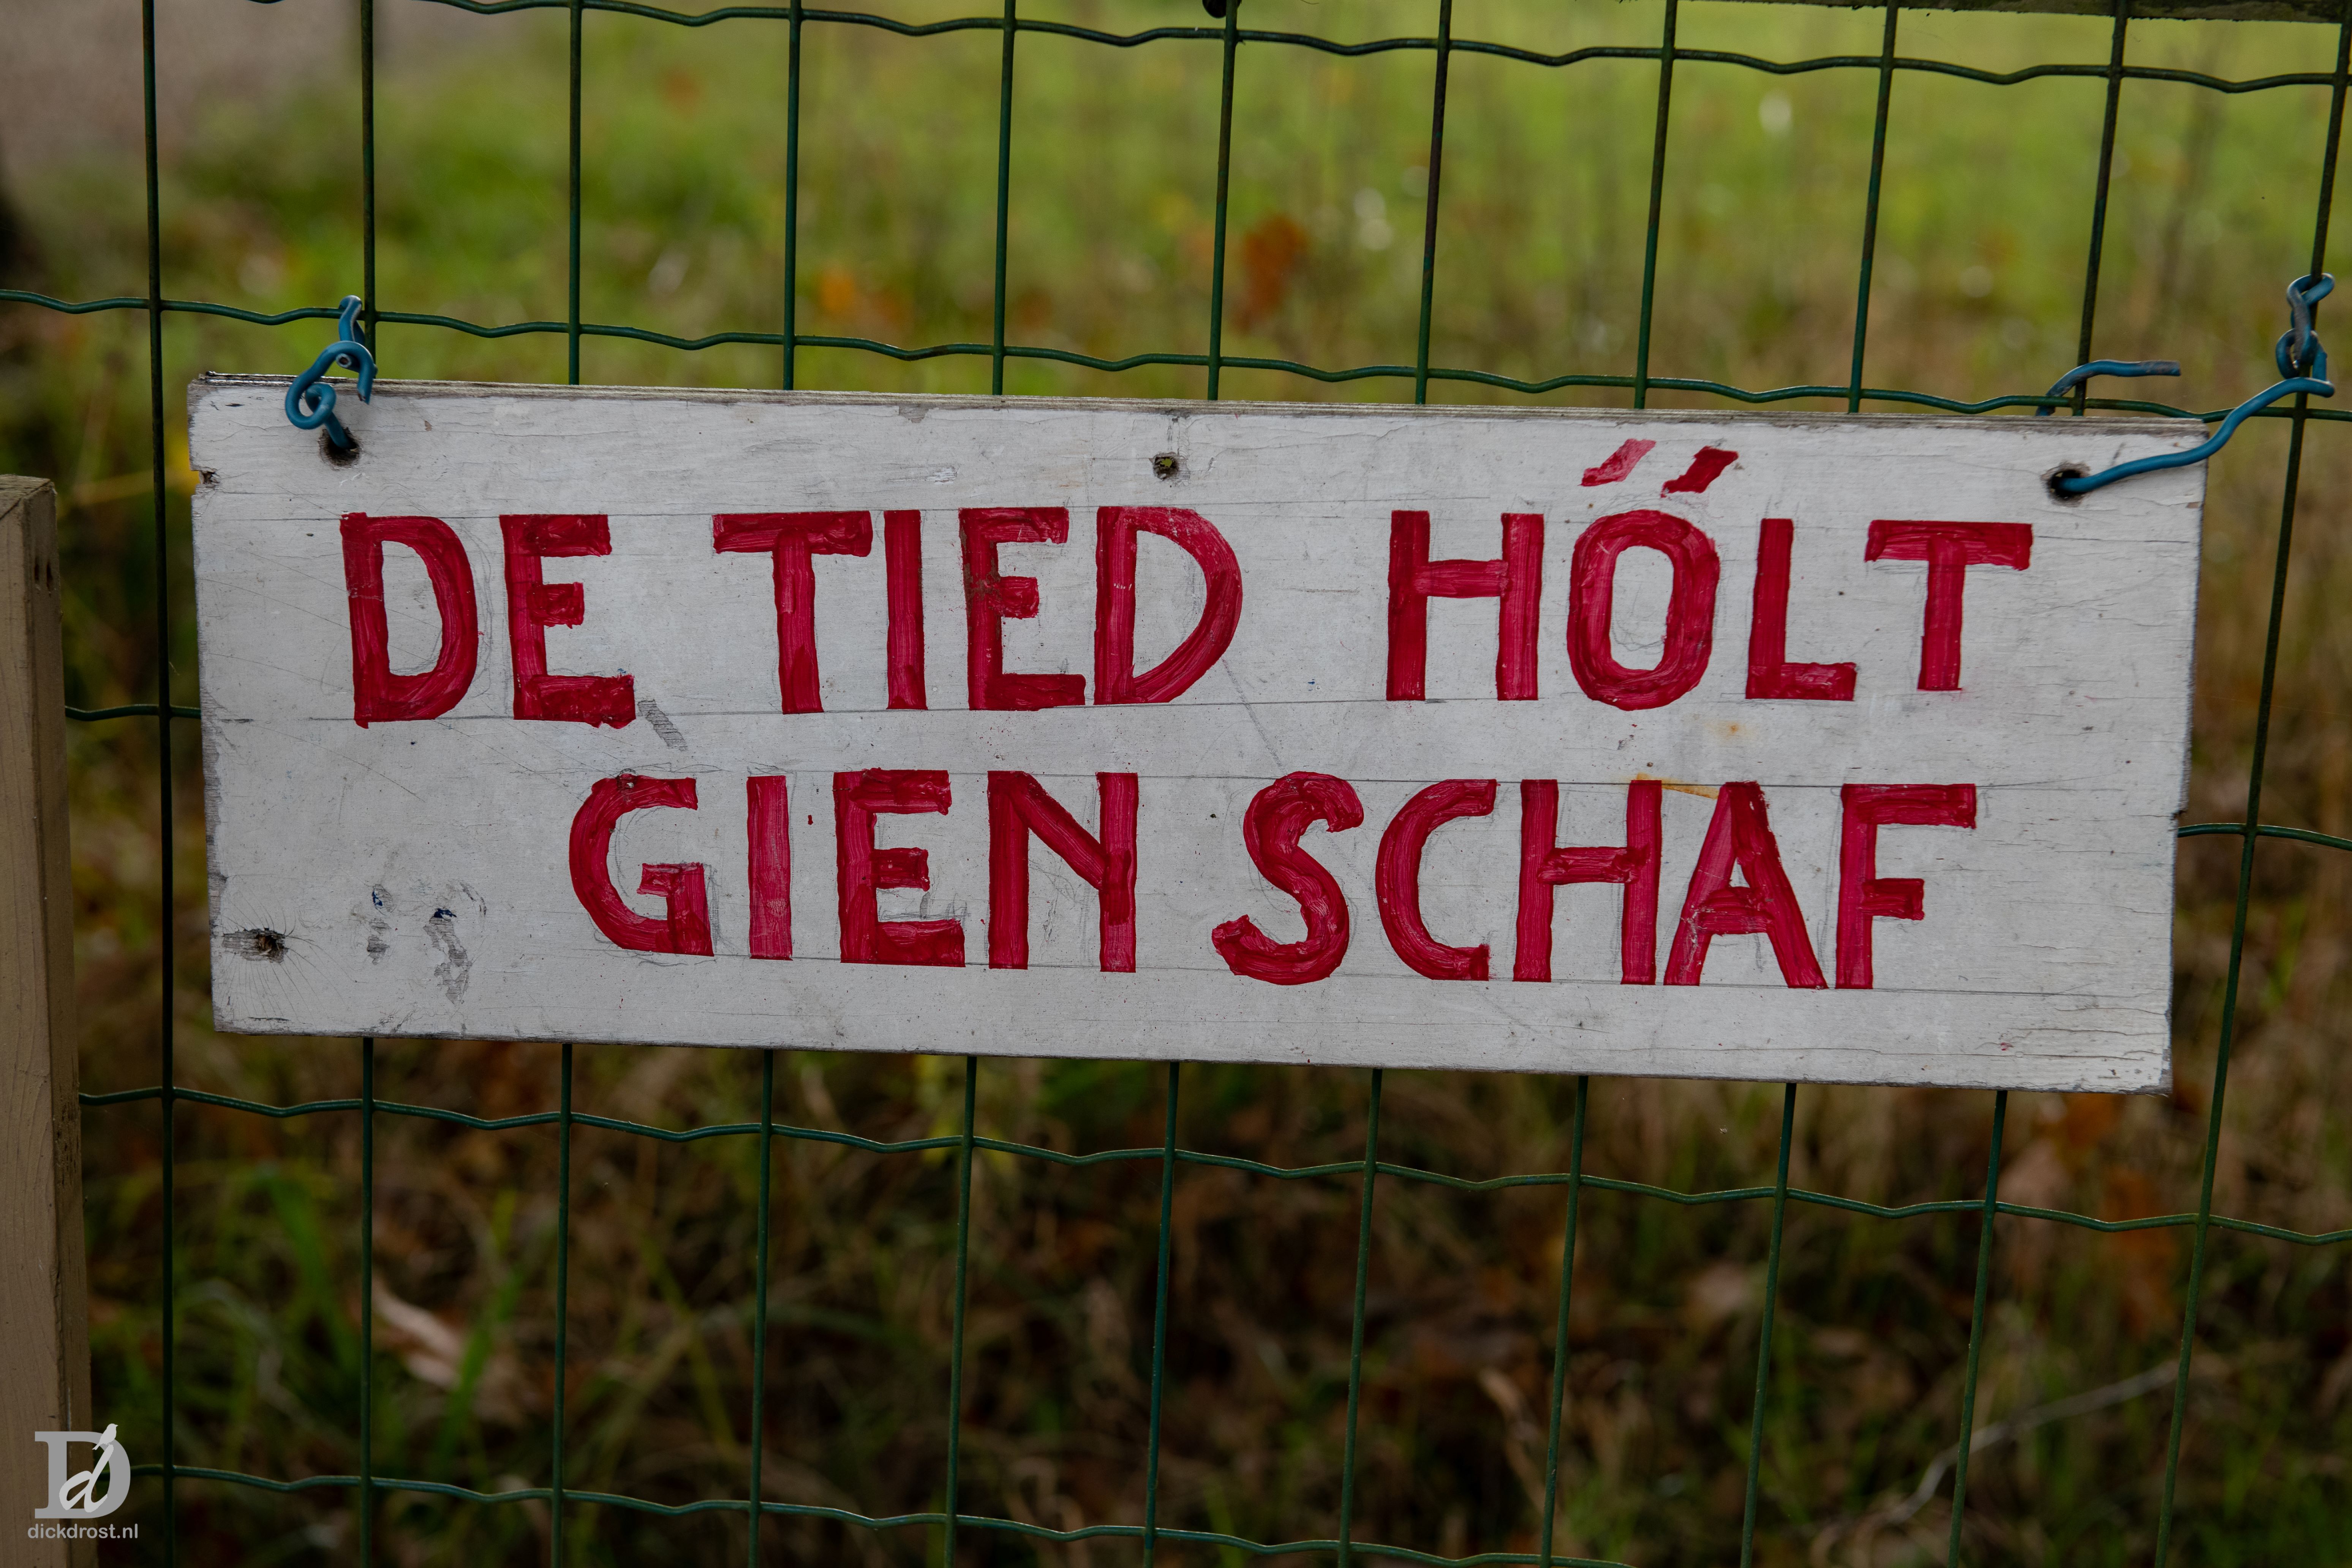 DE TIED HŐLT
GIEN SCHAF
dickdrost.nl